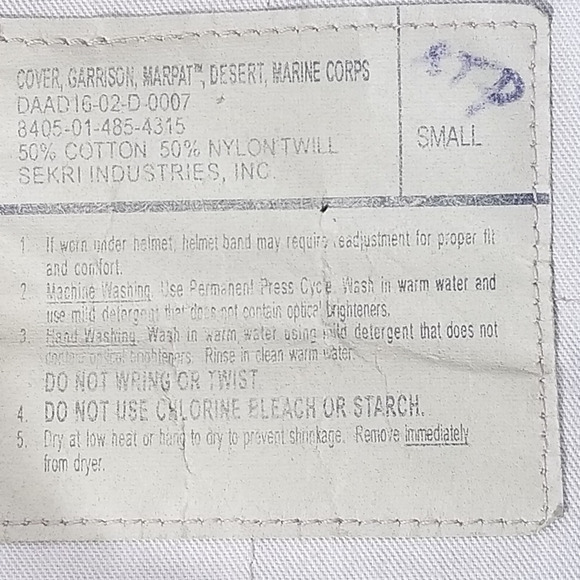 COVER, GARRISON, MARPAT™, DESERT, MARINE CORPS
DAAD16-02-D-0007
8405-01-485-4315
50% COTTON 50% NYLON TWILL
SEKRI INDUSTRIES, INC.
STD
SMALL
1. If worn under helmet, helmet band may require readjustment for proper fit
and comfort.
2. Machine Washing. Use Permanent Press Cycle. Wash in warm water and
use mild detergent that does not contain optical brighteners.
3. Hand Washing. Wash in warm water using mild detergent that does not
contain optical brighteners. Rinse in clean warm water.
DO NOT WRING OR TWIST.
4. DO NOT USE CHLORINE BLEACH OR STARCH.
5. Dry at low heat or hang to dry to prevent shrinkage. Remove immediately
from dryer.